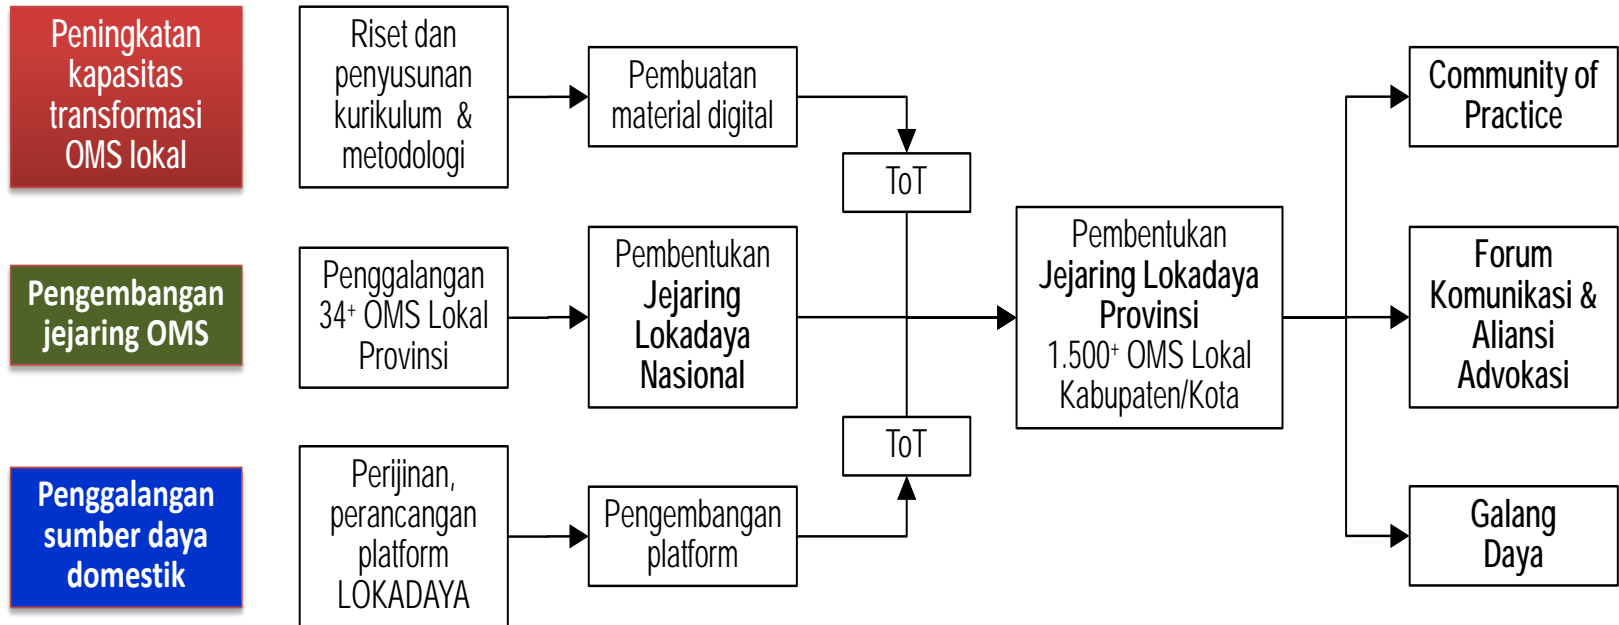 Peningkatan
kapasitas
transformasi
OMS lokal
Riset dan
penyusunan
kurikulum &
metodologi
Pembuatan
material digital
ToT
Community of
Practice
Pengembangan
jejaring OMS
Penggalangan
34+ OMS Lokal
Provinsi
Pembentukan
Jejaring
Lokadaya
Nasional
Pembentukan
Jejaring Lokadaya
Provinsi
1.500+ OMS Lokal
Kabupaten/Kota
Forum
Komunikasi &
Aliansi
Advokasi
Penggalangan
sumber daya
domestik
Perijinan,
perancangan
platform
LOKADAYA
Pengembangan
platform
ToT
Galang
Daya